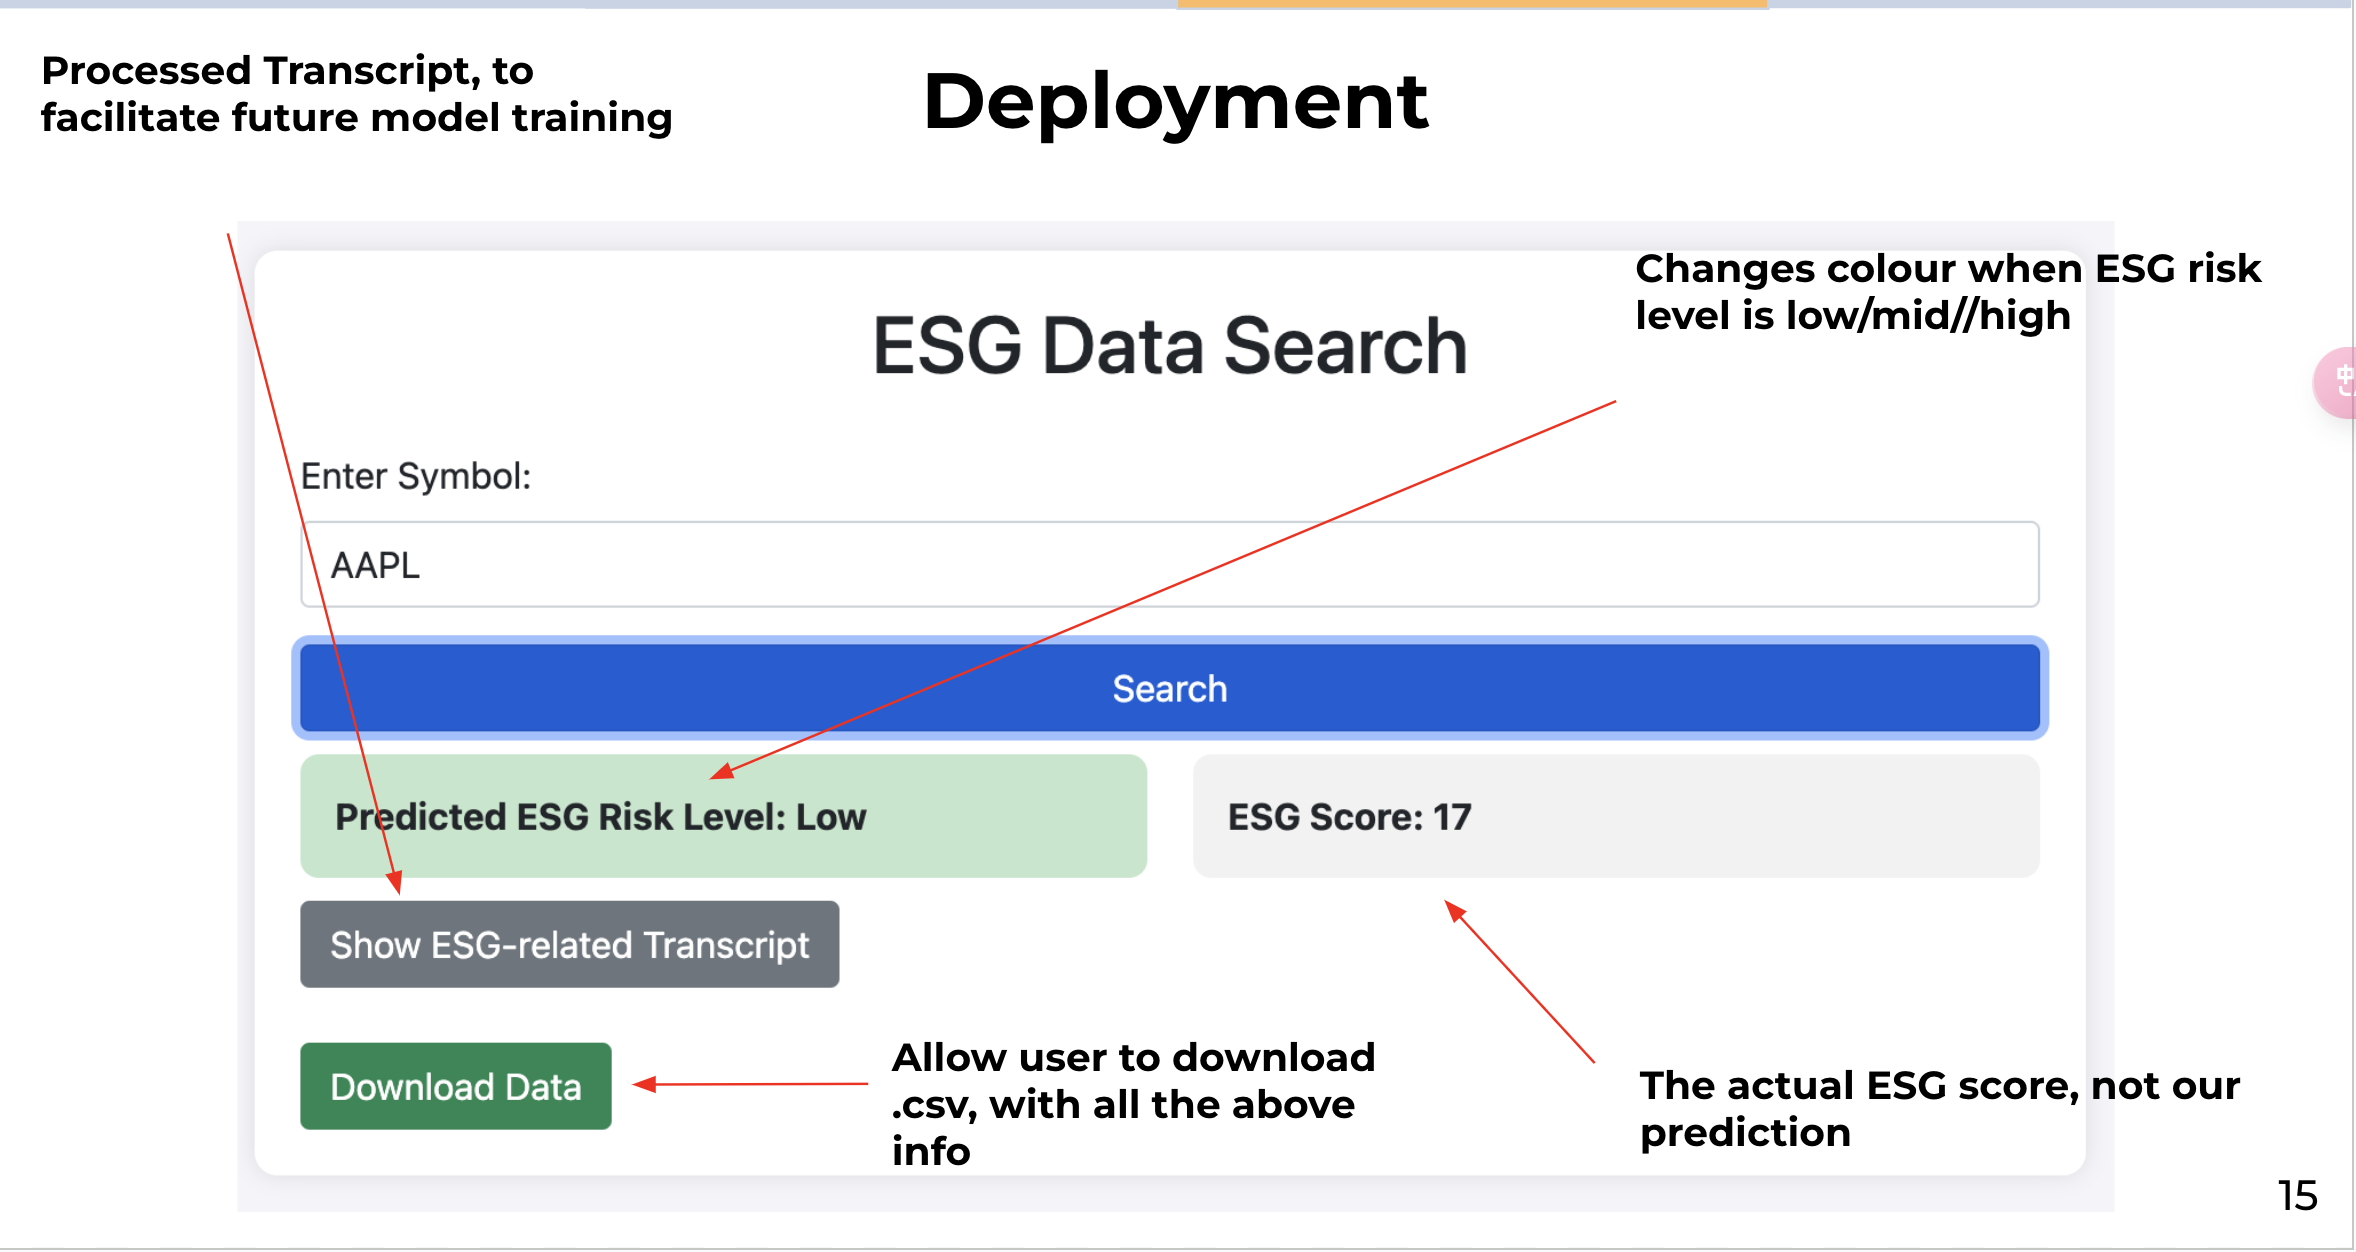 Processed Transcript, to
facilitate future model training
Deployment
Changes colour when ESG risk
level is low/mid//high
ESG Data Search
Enter Symbol:
AAPL
Search
Predicted ESG Risk Level: Low
ESG Score: 17
Show ESG-related Transcript
Download Data
Allow user to download
.csv, with all the above
info
The actual ESG score, not our
prediction
15